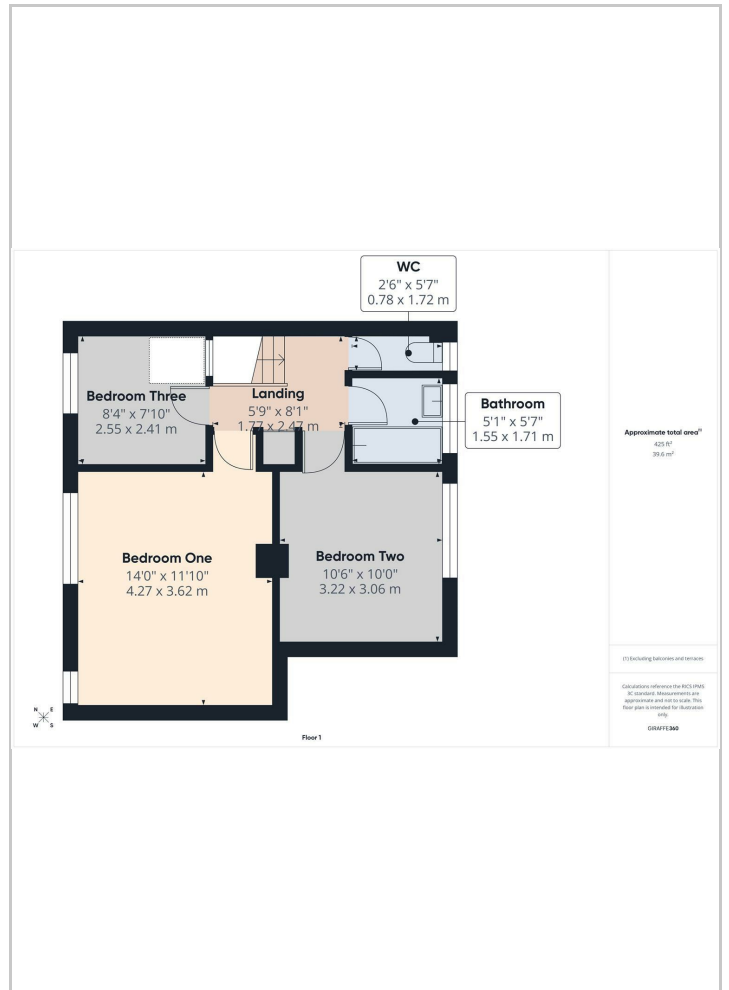 WC
2'6" x 5'7"
0.78 x 1.72 m
Bedroom Three
8'4" x 7'10"
2.55 x 2.41 m
Landing
5'9" x 8'1"
1.77 x 2.47 m
Bathroom
5'1" x 5'7"
1.55 x 1.71 m
Bedroom One
14'0" x 11'10"
4.27 x 3.62 m
Bedroom Two
10'6" x 10'0"
3.22 x 3.06 m
N E
W S
Floor 1
Approximate total area⁽¹⁾
425 ft²
39.6 m²
(1) Excluding balconies and terraces
Calculations reference the RICS IPMS
3C standard. Measurements are
approximate and not to scale. This
floor plan is intended for illustration
only.
GIRAFFE360